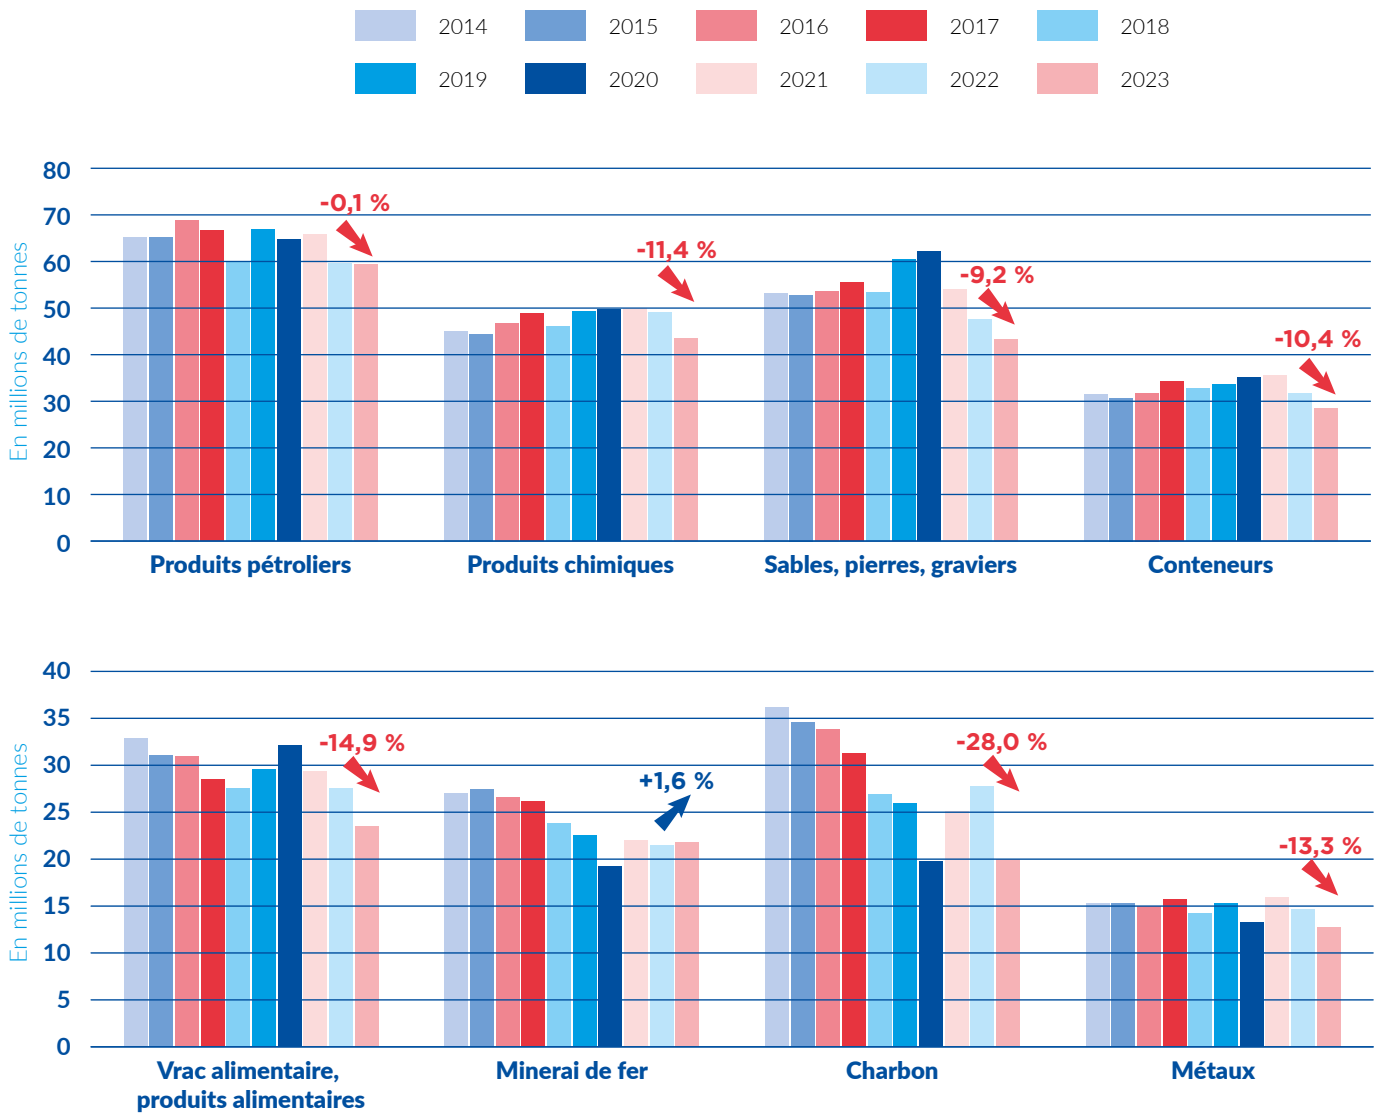 2014 2015 2016 2017 2018
2019 2020 2021 2022 2023
En millions de tonnes
80
70
60
50
40
30
20
10
0
-0,1 %
-11,4 %
-9,2 %
-10,4 %
Produits pétroliers
Produits chimiques
Sables, pierres, graviers
Conteneurs
En millions de tonnes
40
35
30
25
20
15
10
5
0
-14,9 %
+1,6 %
-28,0 %
-13,3 %
Vrac alimentaire,
produits alimentaires
Minerai de fer
Charbon
Métaux